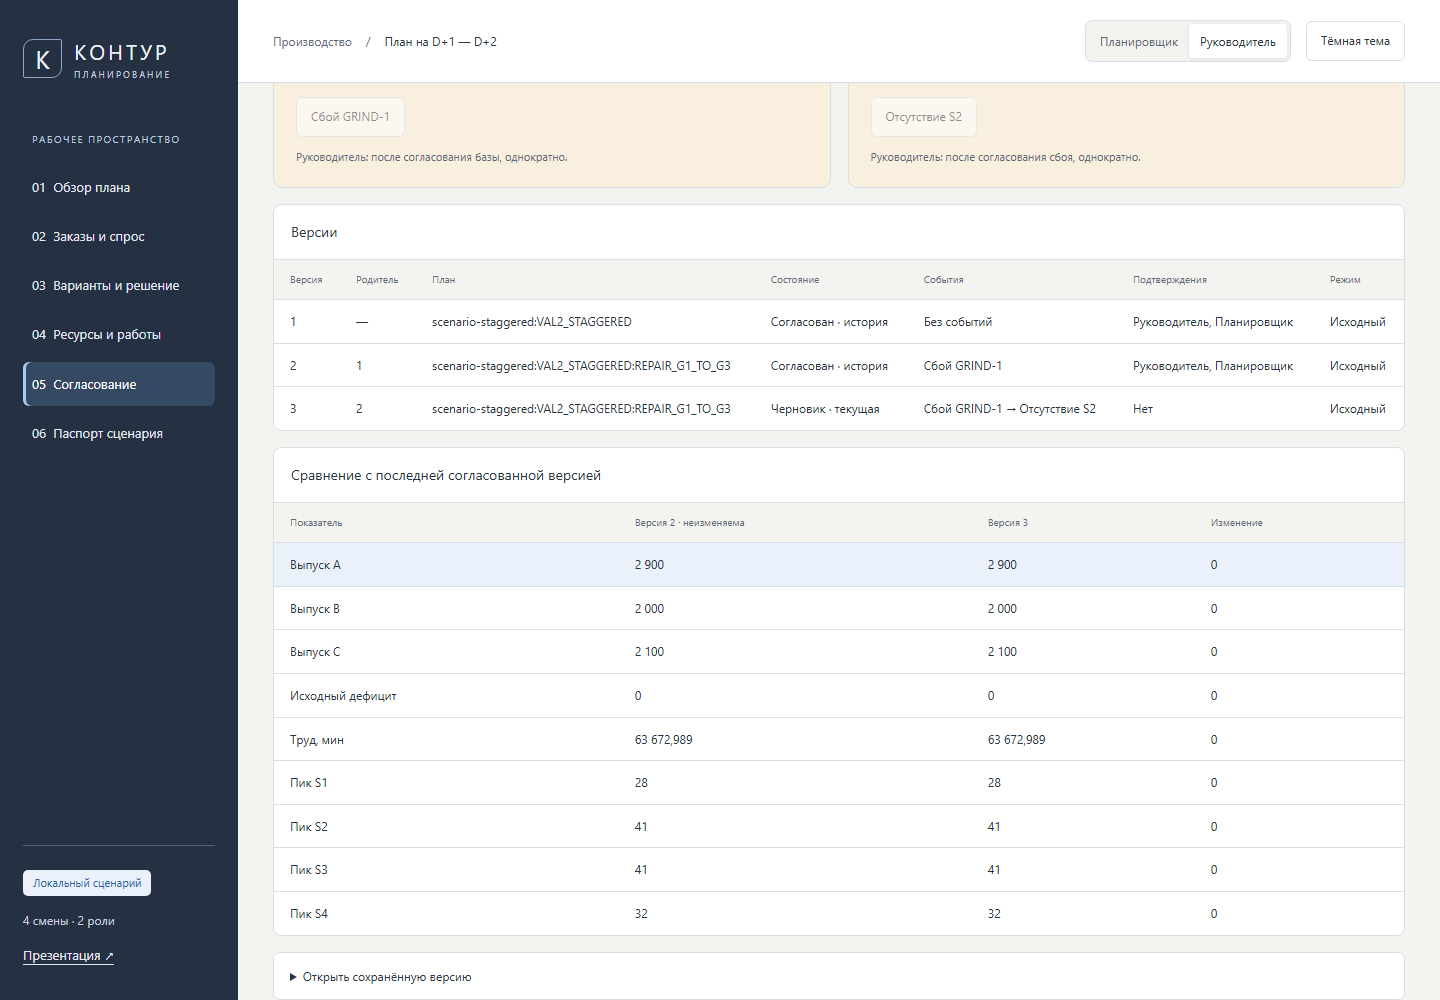 К КОНТУР
ПЛАНИРОВАНИЕ
РАБОЧЕЕ ПРОСТРАНСТВО
01 Обзор плана
02 Заказы и спрос
03 Варианты и решение
04 Ресурсы и работы
05 Согласование
06 Паспорт сценария
Локальный сценарий
4 смены · 2 роли
Презентация ↗
Производство / План на D+1 — D+2
Планировщик Руководитель Тёмная тема
Сбой GRIND-1
Руководитель: после согласования базы, однократно.
Отсутствие S2
Руководитель: после согласования сбоя, однократно.
Версии
Версия Родитель План Состояние События Подтверждения Режим
1 — scenario-staggered:VAL2_STAGGERED Согласован · история Без событий Руководитель, Планировщик Исходный
2 1 scenario-staggered:VAL2_STAGGERED:REPAIR_G1_TO_G3 Согласован · история Сбой GRIND-1 Руководитель, Планировщик Исходный
3 2 scenario-staggered:VAL2_STAGGERED:REPAIR_G1_TO_G3 Черновик · текущая Сбой GRIND-1 → Отсутствие S2 Нет Исходный
Сравнение с последней согласованной версией
Показатель Версия 2 · неизменяема Версия 3 Изменение
Выпуск A 2 900 2 900 0
Выпуск B 2 000 2 000 0
Выпуск C 2 100 2 100 0
Исходный дефицит 0 0 0
Труд, мин 63 672,989 63 672,989 0
Пик S1 28 28 0
Пик S2 41 41 0
Пик S3 41 41 0
Пик S4 32 32 0
▶ Открыть сохранённую версию